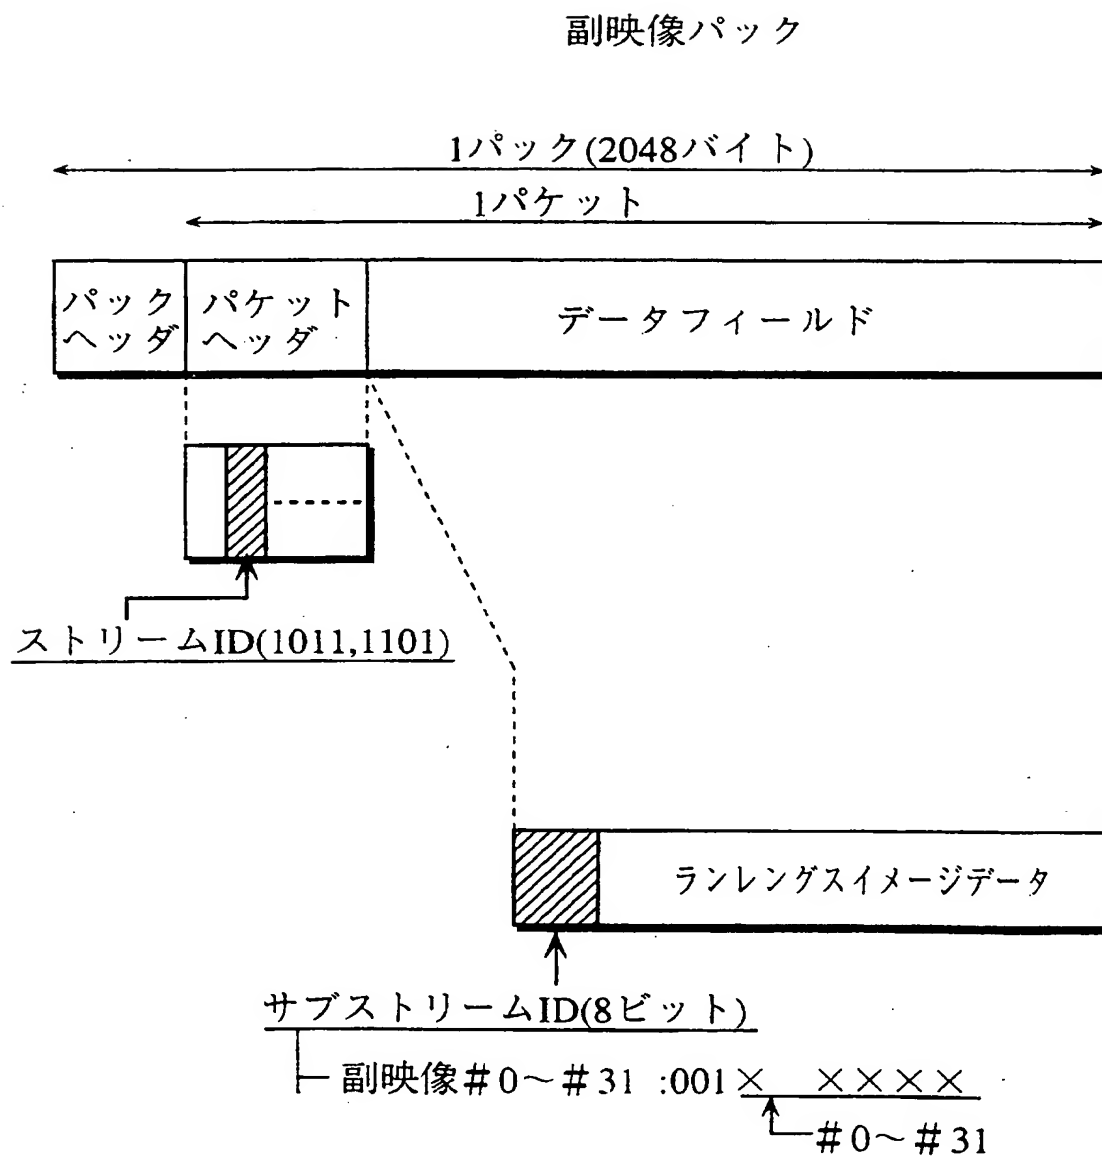 副映像パック
1パック(2048バイト)
1パケット
パック
ヘッダ
パケット
ヘッダ
データフィールド
ストリームID(1011,1101)
ランレングスイメージデータ
サブストリームID(8ビット)
副映像#0～#31 :001× ××××
#0～#31